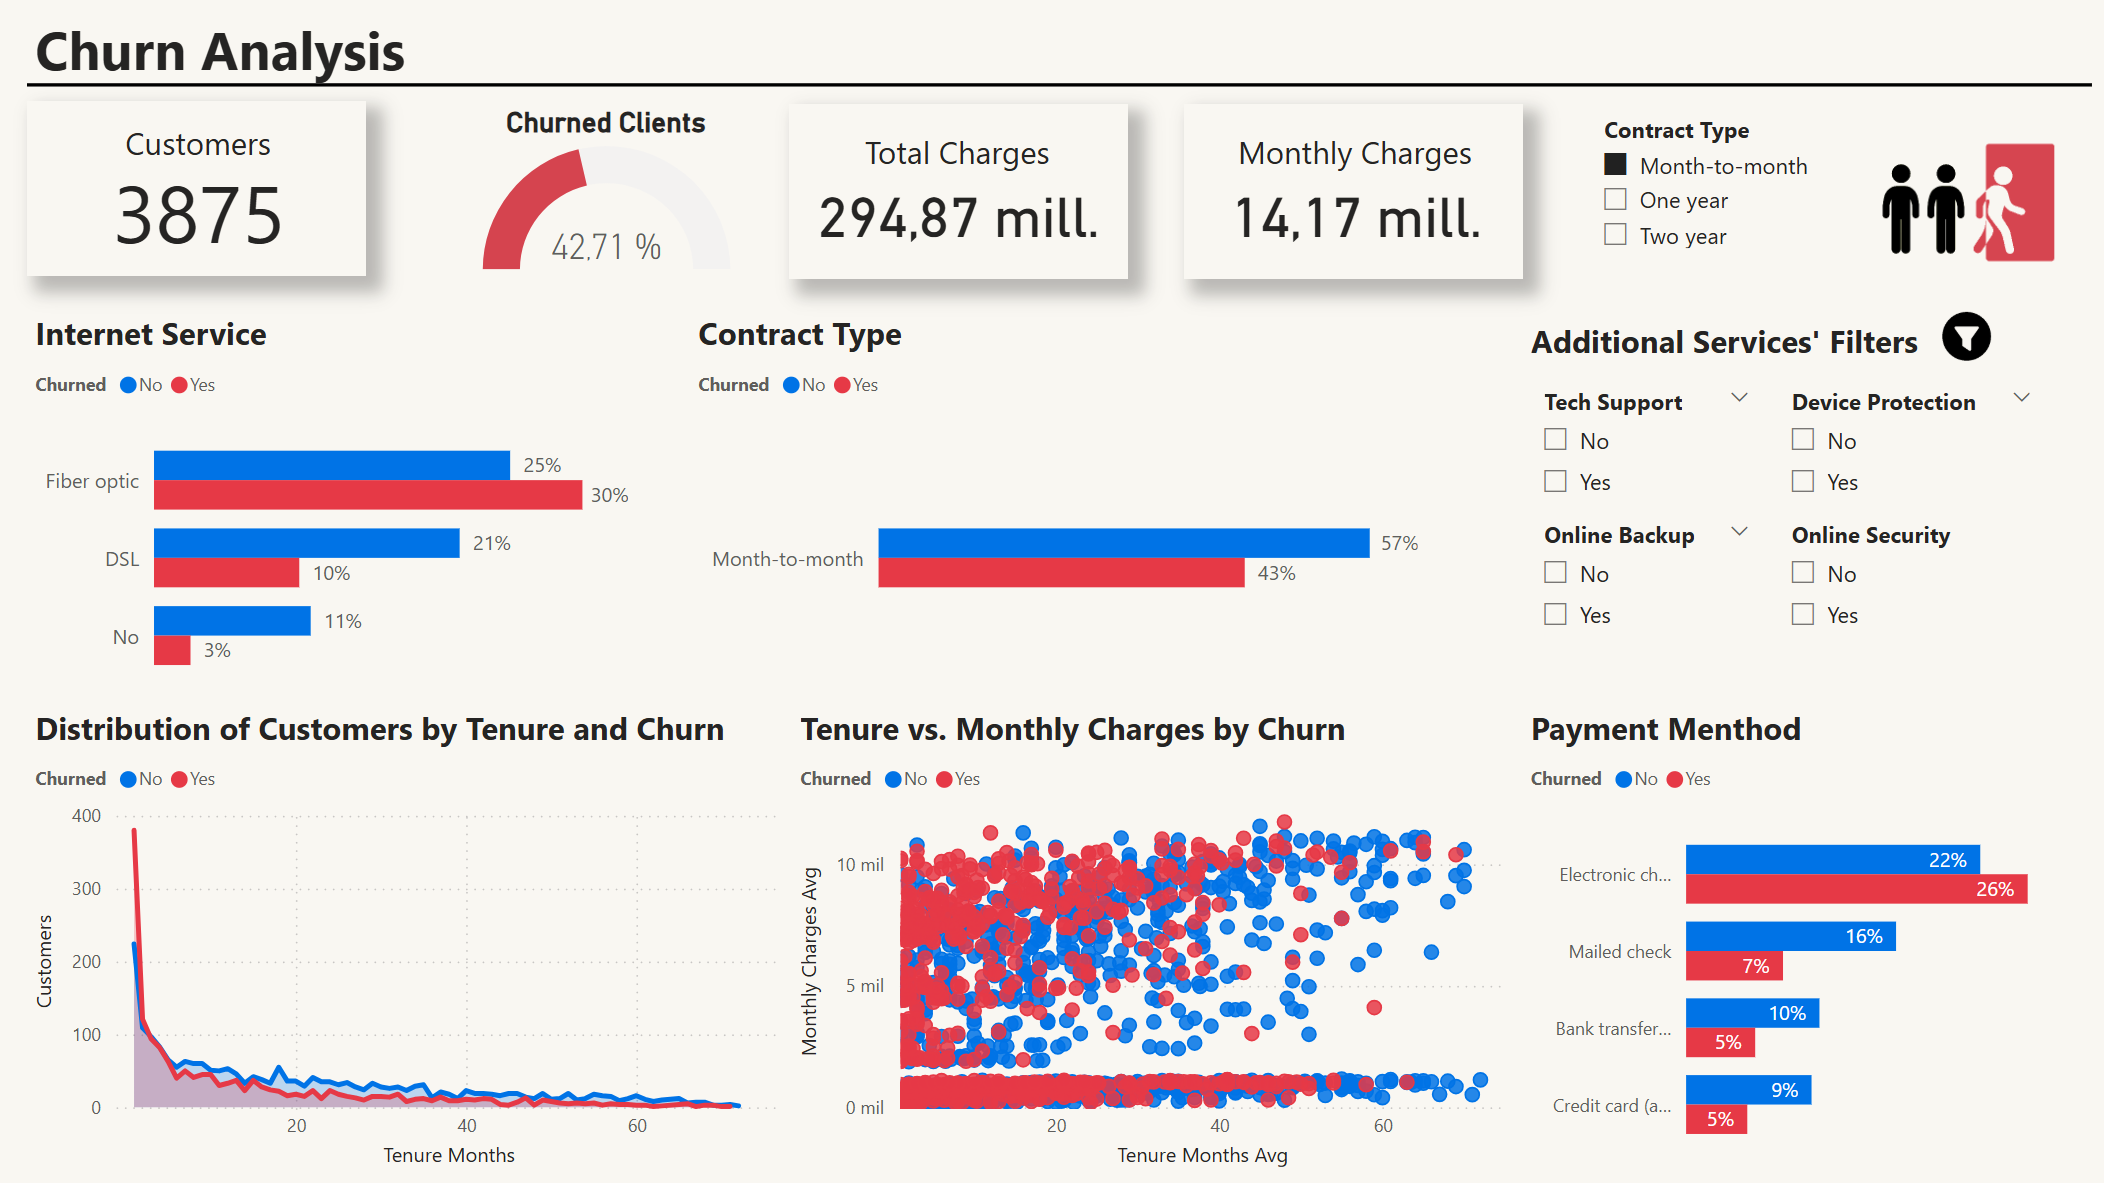 Churn Analysis
Customers
3875
Churned Clients
42,71 %
Total Charges
294,87 mill.
Monthly Charges
14,17 mill.
Contract Type
Month-to-month
One year
Two year
Internet Service
Churned No Yes
Fiber optic 25%
30%
DSL 21%
10%
No 11%
3%
Contract Type
Churned No Yes
Month-to-month 57%
43%
Additional Services' Filters
Tech Support
No
Yes
Device Protection
No
Yes
Online Backup
No
Yes
Online Security
No
Yes
Distribution of Customers by Tenure and Churn
Churned No Yes
Customers
400
300
200
100
0
20 40 60
Tenure Months
Tenure vs. Monthly Charges by Churn
Churned No Yes
Monthly Charges Avg
10 mil
5 mil
0 mil
20 40 60
Tenure Months Avg
Payment Menthod
Churned No Yes
Electronic ch... 22%
26%
Mailed check 16%
7%
Bank transfer... 10%
5%
Credit card (a... 9%
5%